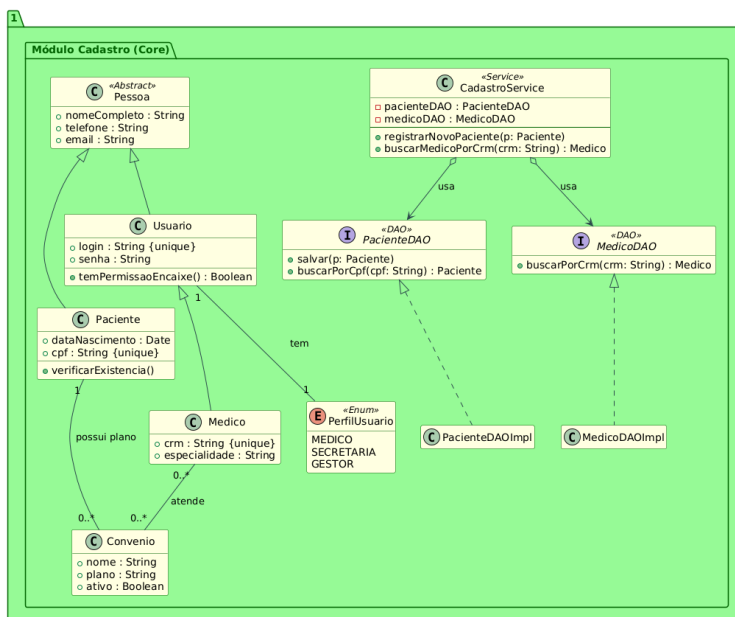 1
Módulo Cadastro (Core)
C
«Abstract»
Pessoa
nomeCompleto : String
telefone : String
email : String
C
«Service»
CadastroService
pacienteDAO : PacienteDAO
medicoDAO : MedicoDAO
registrarNovoPaciente(p: Paciente)
buscarMedicoPorCrm(crm: String) : Medico
usa
usa
C Usuario
login : String {unique}
senha : String
temPermissaoEncaixe() : Boolean
I
«DAO»
PacienteDAO
salvar(p: Paciente)
buscarPorCpf(cpf: String) : Paciente
I
«DAO»
MedicoDAO
buscarPorCrm(crm: String) : Medico
1
tem
1
C Paciente
dataNascimento : Date
cpf : String {unique}
verificarExistencia()
1
possui plano
0..*
C Medico
crm : String {unique}
especialidade : String
0..*
atende
0..*
E
«Enum»
PerfilUsuario
MEDICO
SECRETARIA
GESTOR
C PacienteDAOImpl
C MedicoDAOImpl
C Convenio
nome : String
plano : String
ativo : Boolean